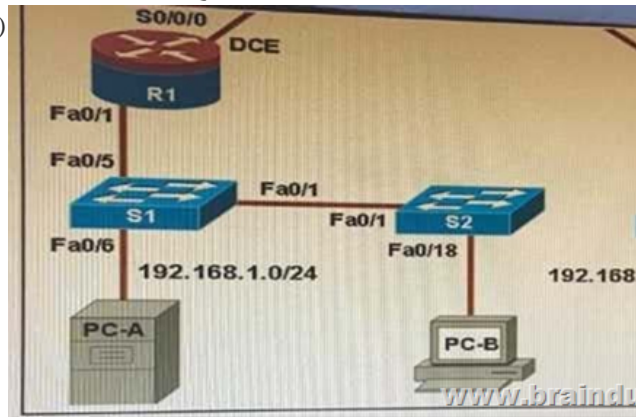 )
S0/0/0
DCE
R1
Fa0/1
Fa0/5
Fa0/1
S1
Fa0/1
S2
Fa0/6
Fa0/18
192.168.1.0/24
192.168
PC-A
PC-B
www.braindu